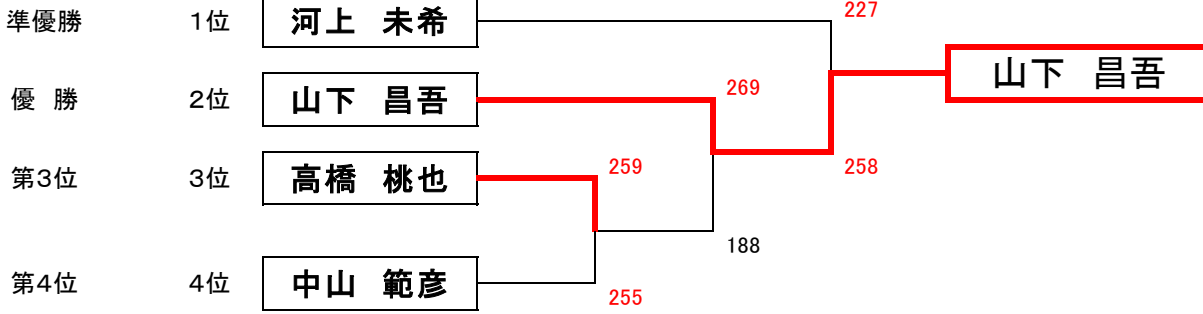 227
準優勝 1位 河上 未希
山下 昌吾
優 勝 2位 山下 昌吾 269
第3位 3位 高橋 桃也 259 258
188
第4位 4位 中山 範彦 255